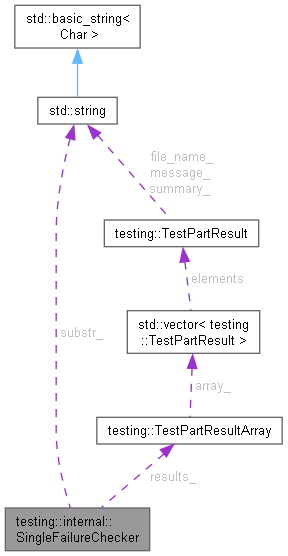 std::basic_string<
Char >
std::string
file_name_
message_
summary_
testing::TestPartResult
elements
substr_
std::vector< testing
::TestPartResult >
array_
testing::TestPartResultArray
results_
testing::internal::
SingleFailureChecker